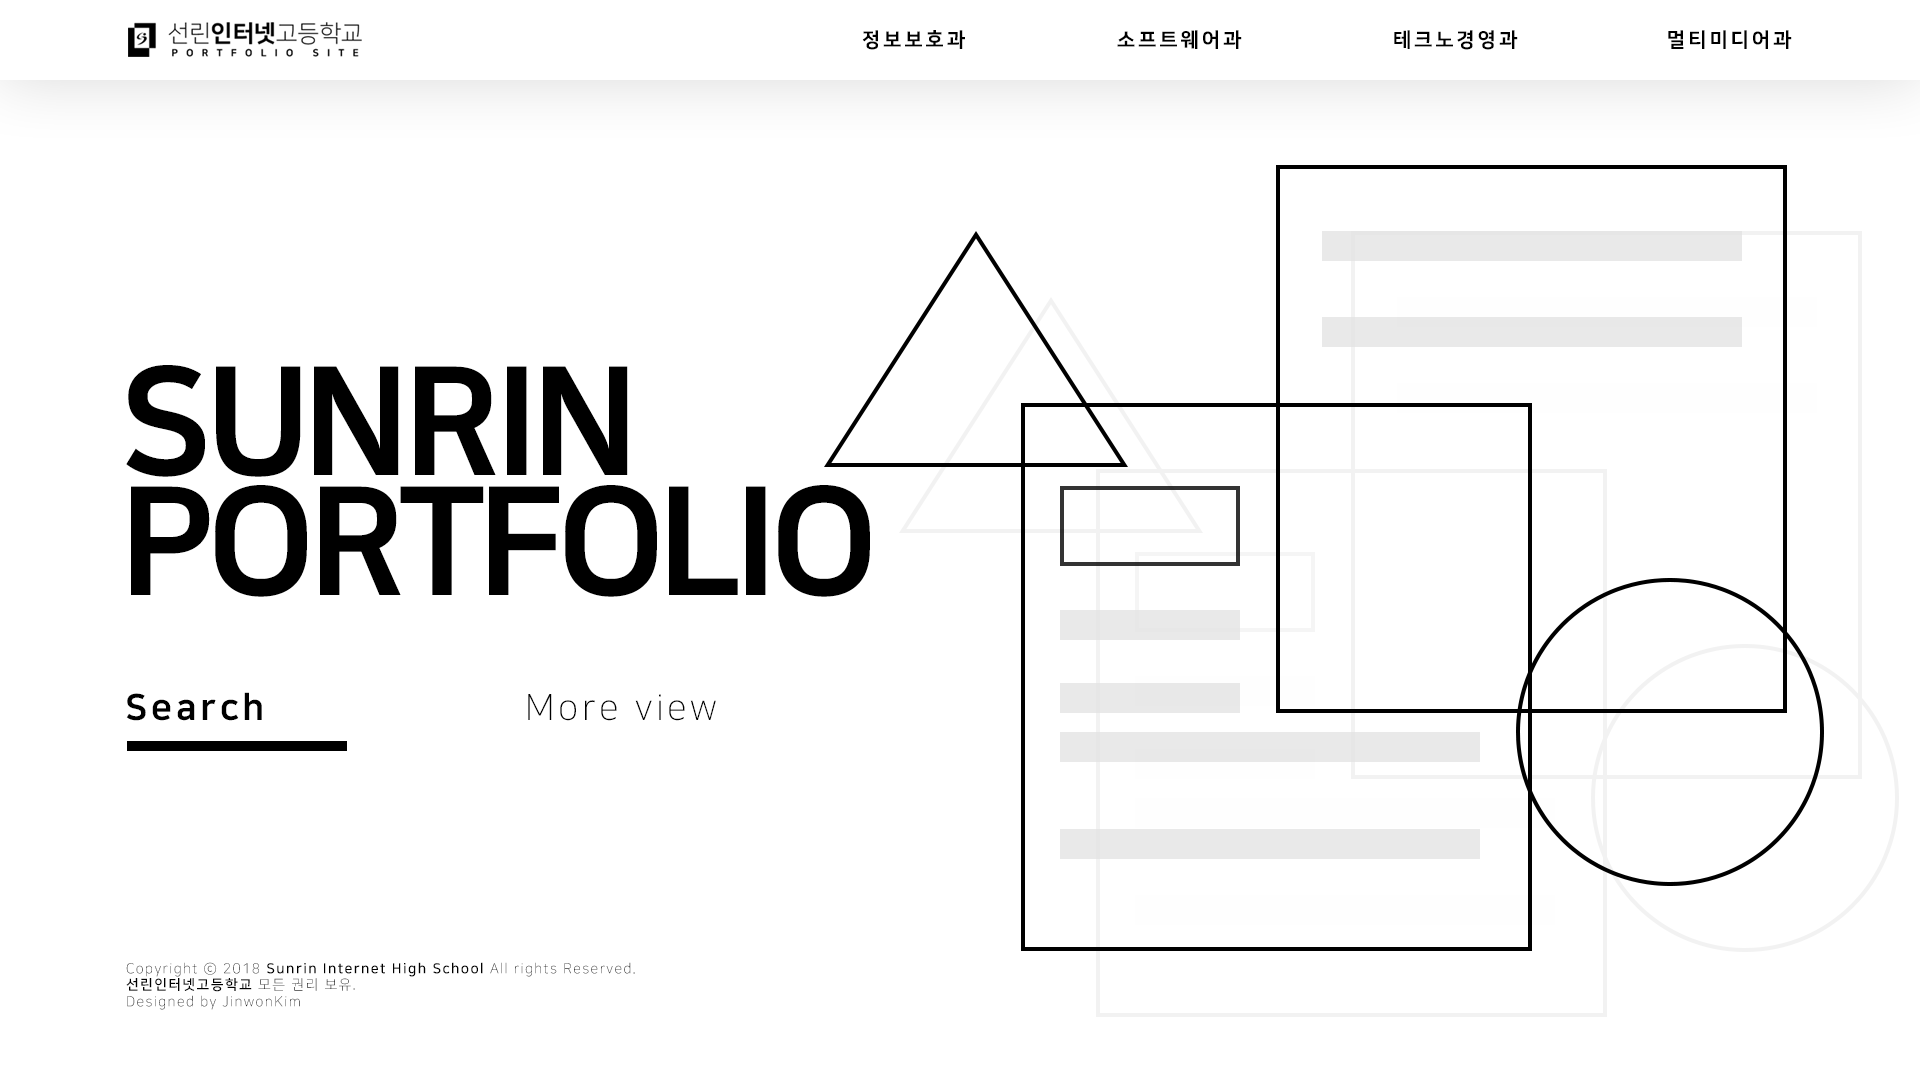 선린인터넷고등학교
PORTFOLIO SITE
정보보호과 소프트웨어과 테크노경영과 멀티미디어과
SUNRIN
PORTFOLIO
Search More view
Copyright © 2018 Sunrin Internet High School All rights Reserved.
선린인터넷고등학교 모든 권리 보유.
Designed by JinwonKim